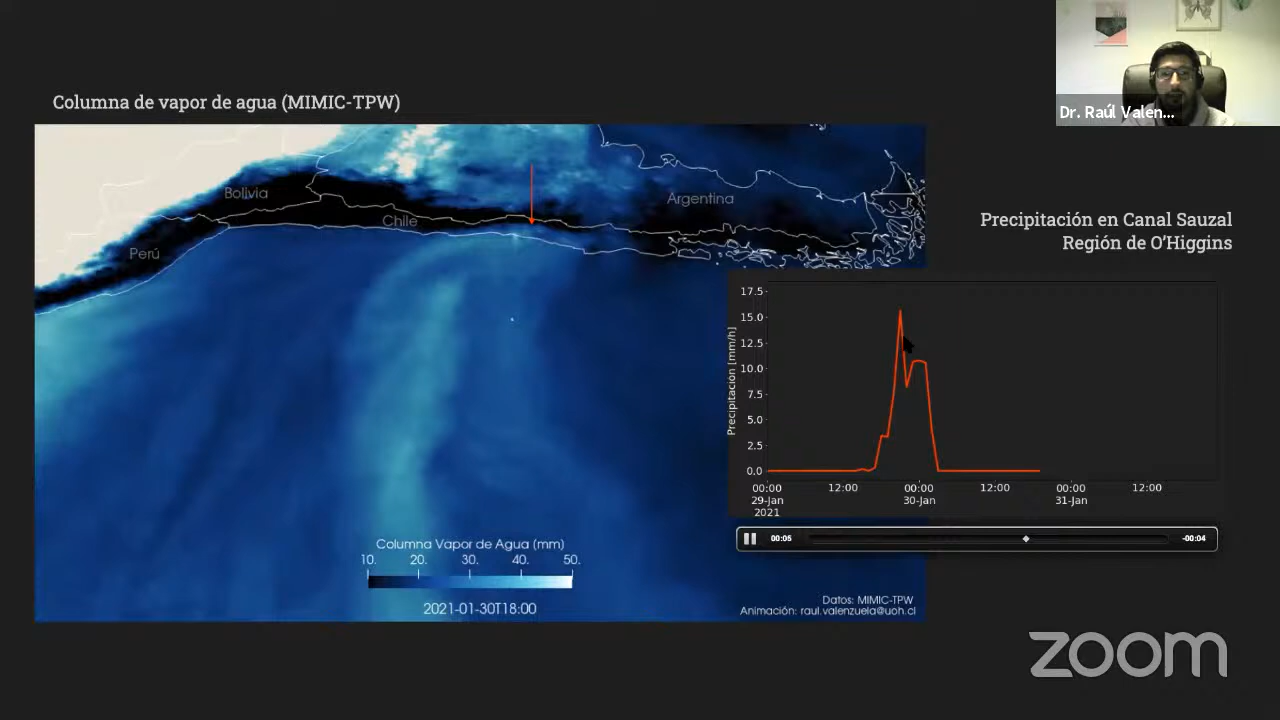 Dr. Raúl Valen...
Columna de vapor de agua (MIMIC-TPW)
Bolivia
Argentina
Chile
Perú
Precipitación en Canal Sauzal
Región de O'Higgins
Precipitación [mm/h]
17.5
15.0
12.5
10.0
7.5
5.0
2.5
0.0
00:00 12:00 00:00 12:00 00:00 12:00
29-Jan 30-Jan 31-Jan
2021
00:05 -00:04
Columna Vapor de Agua (mm)
10. 20. 30. 40. 50.
2021-01-30T18:00
Datos: MIMIC-TPW
Animación: raul.valenzuela@uoh.cl
zoom